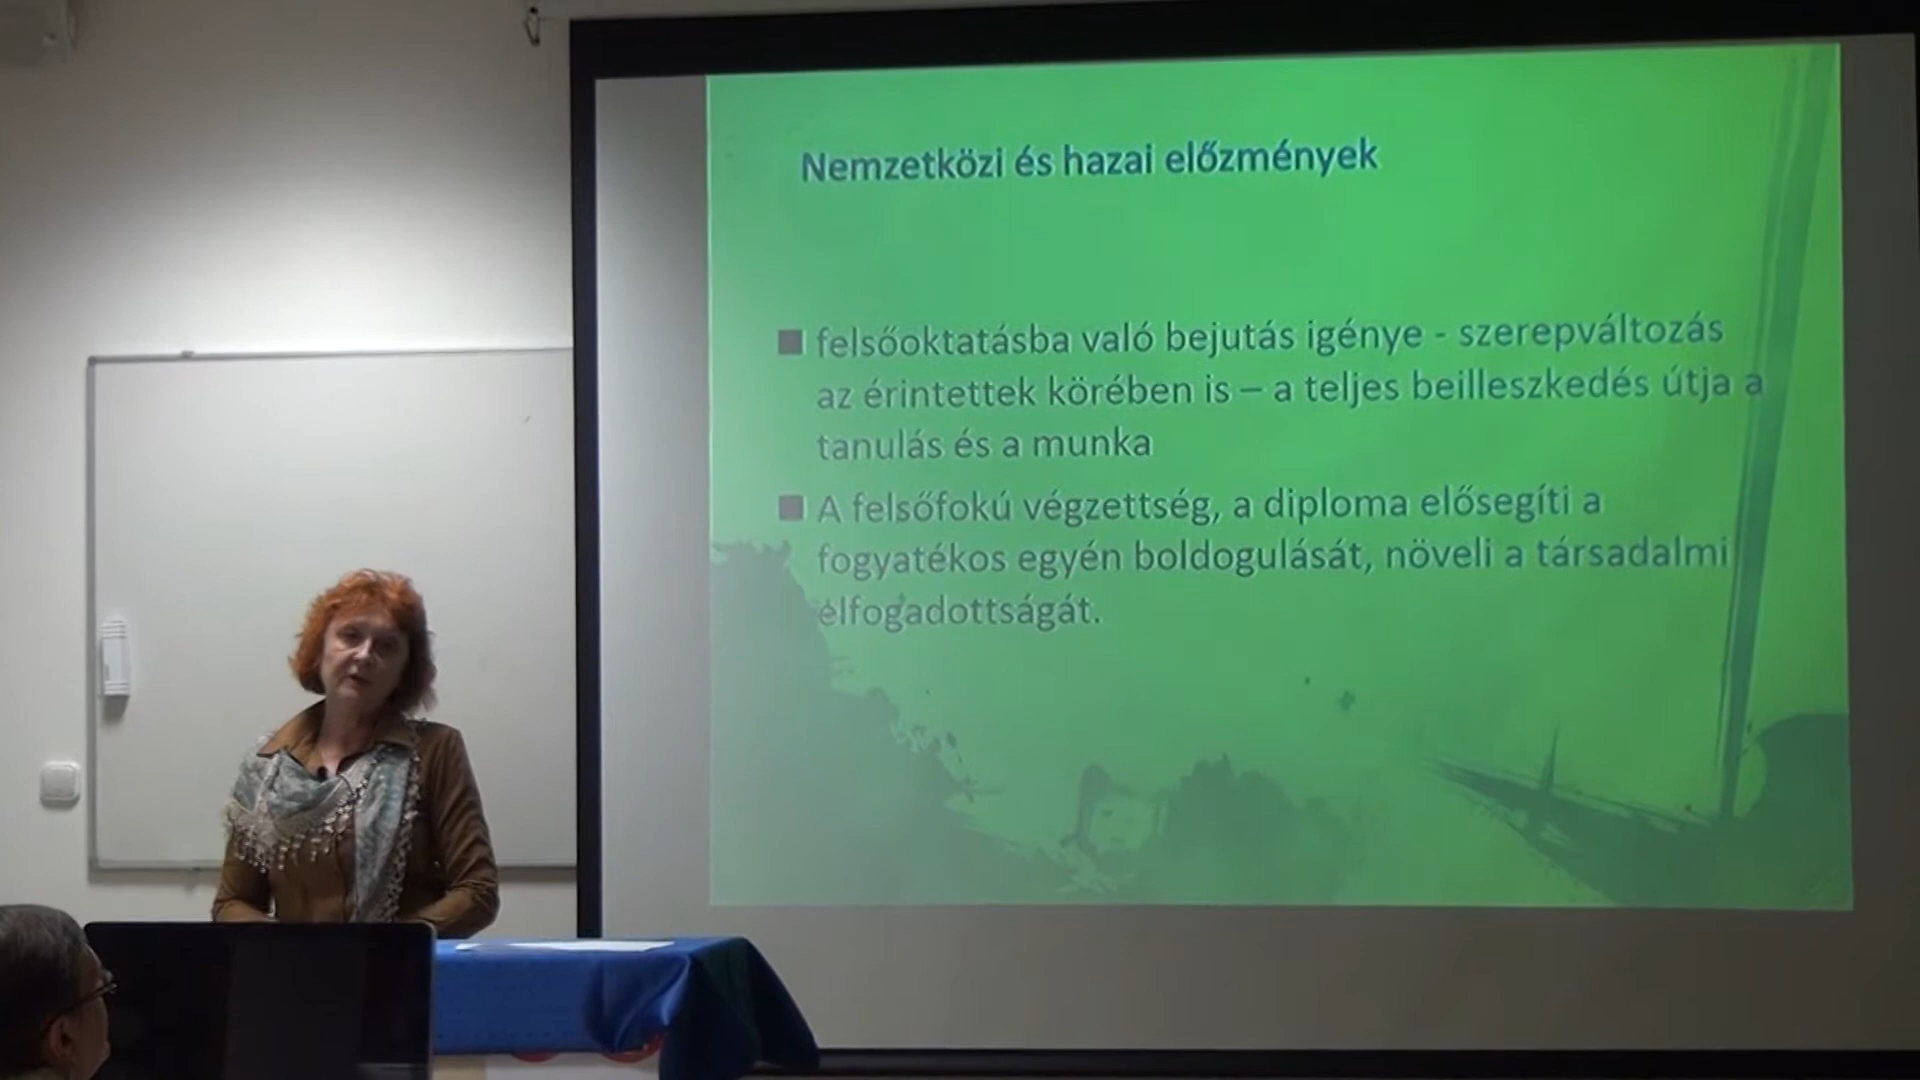 Nemzetközi és hazai előzmények
felsőoktatásba való bejutás igénye - szerepváltozás
az érintettek körében is – a teljes beilleszkedés útja a
tanulás és a munka
A felsőfokú végzettség, a diploma elősegíti a
fogyatékos egyén boldogulását, növeli a társadalmi
elfogadottságát.